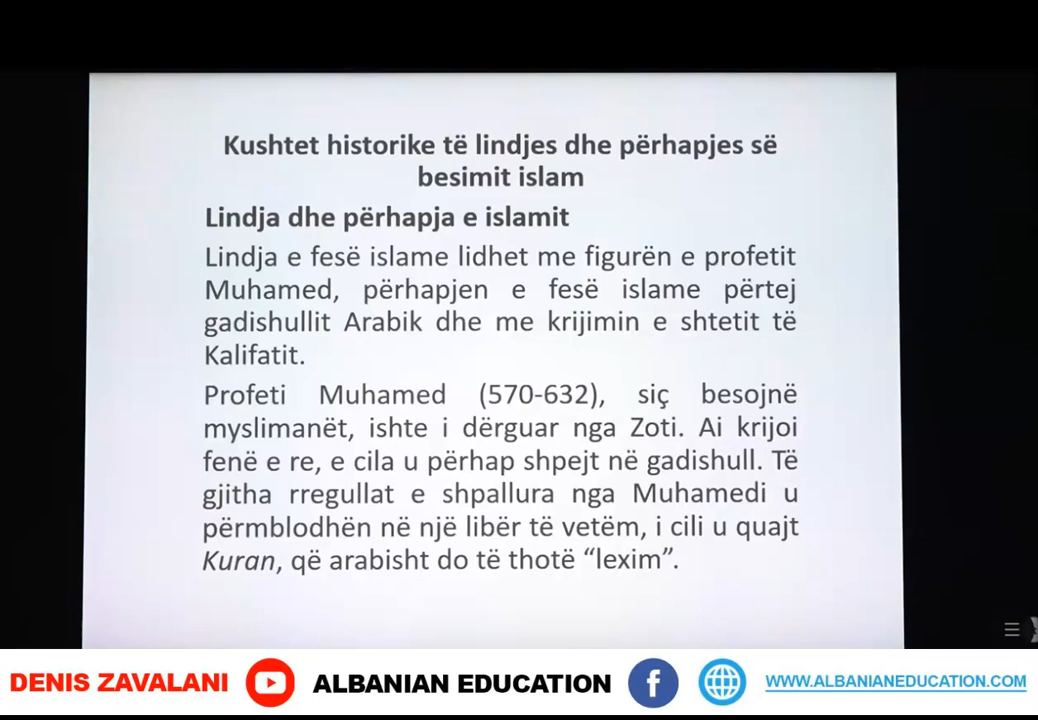 Kushtet historike të lindjes dhe përhapjes së
besimit islam
Lindja dhe përhapja e islamit
Lindja e fesë islame lidhet me figurën e profetit
Muhamed, përhapjen e fesë islame përtej
gadishullit Arabik dhe me krijimin e shtetit të
Kalifatit.
Profeti Muhamed (570-632), siç besojnë
myslimanët, ishte i dërguar nga Zoti. Ai krijoi
fenë e re, e cila u përhap shpejt në gadishull. Të
gjitha rregullat e shpallura nga Muhamedi u
përmblodhën në një libër të vetëm, i cili u quajt
Kuran, që arabisht do të thotë “lexim”.
DENIS ZAVALANI ALBANIAN EDUCATION WWW.ALBANIANEDUCATION.COM